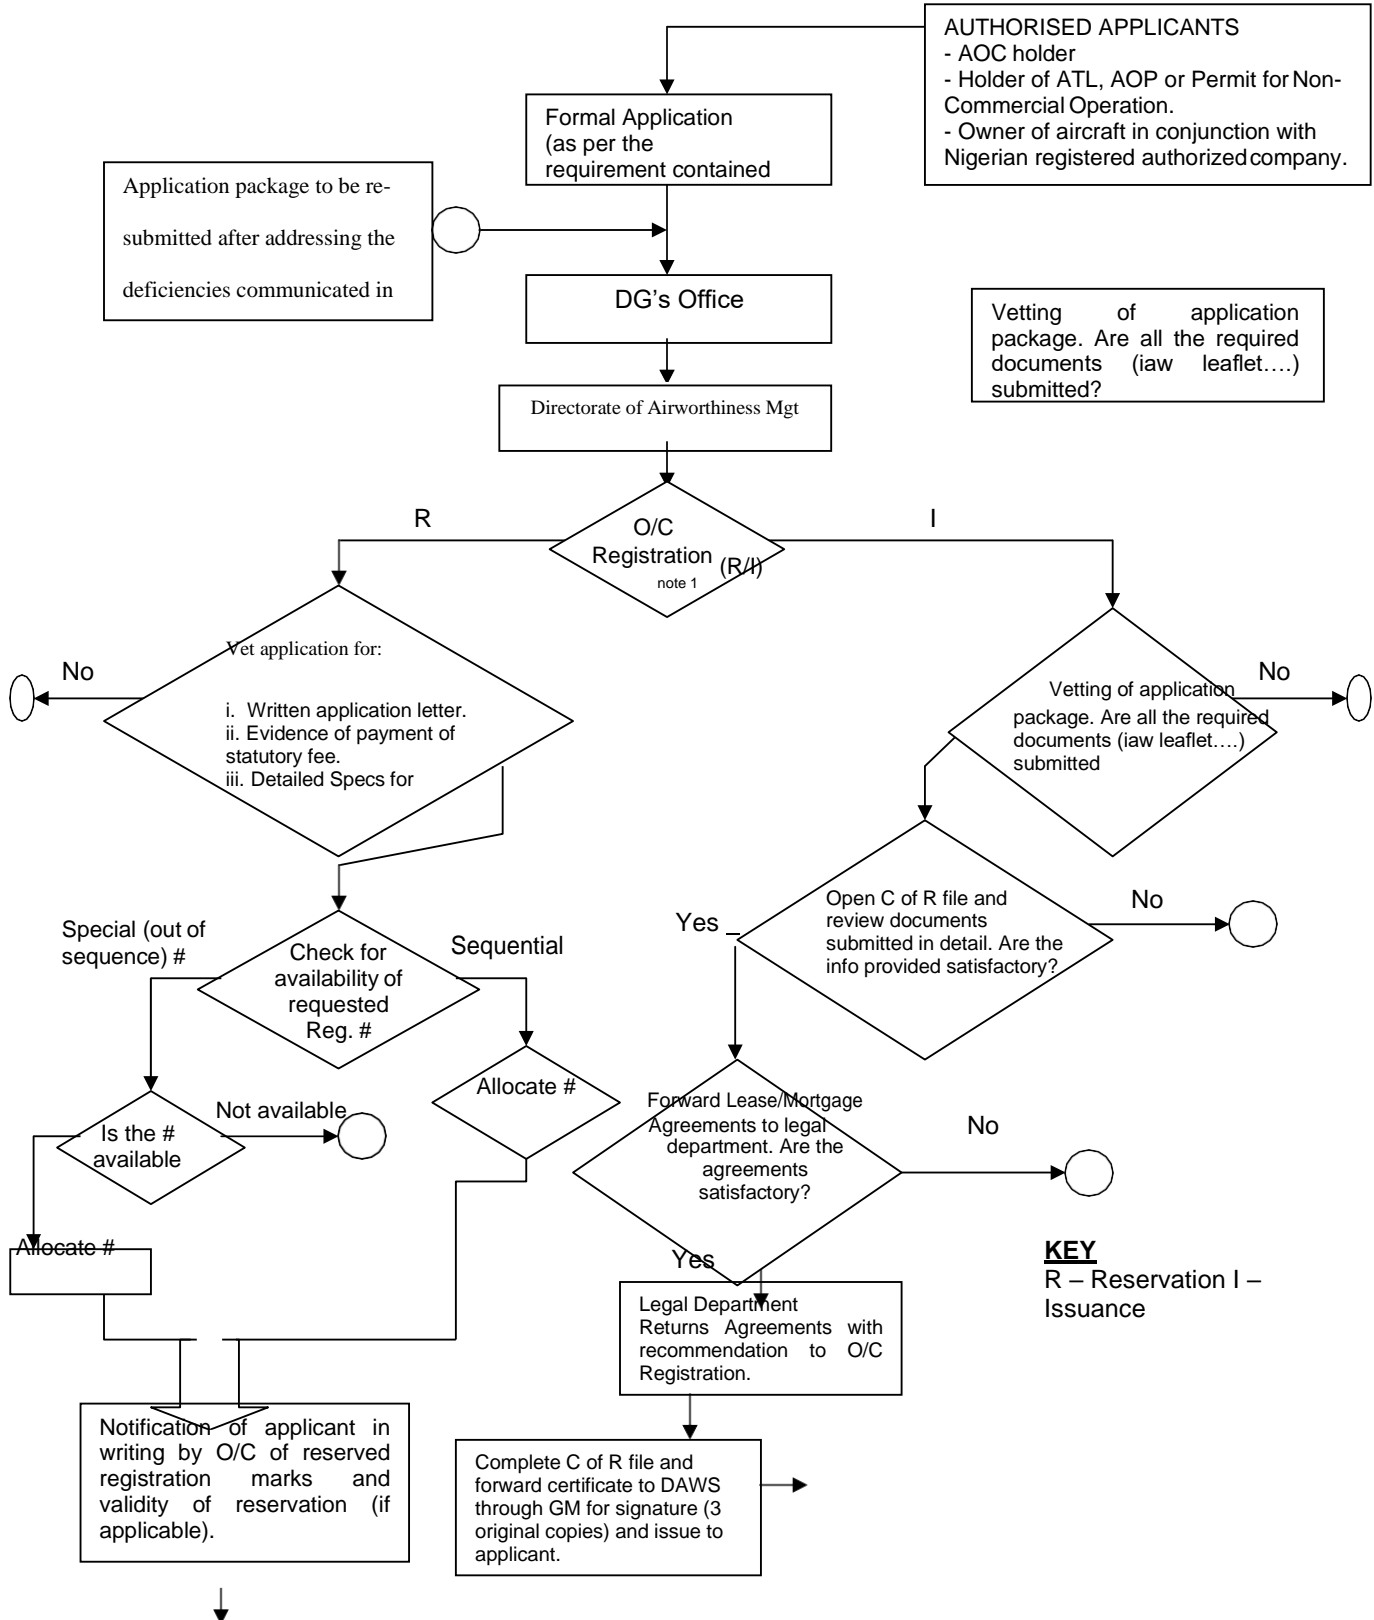 AUTHORISED APPLICANTS
- AOC holder
- Holder of ATL, AOP or Permit for Non-
Commercial Operation.
- Owner of aircraft in conjunction with
Nigerian registered authorized company.
Formal Application
(as per the
requirement contained
Application package to be re-
submitted after addressing the
deficiencies communicated in
DG's Office
Vetting of application
package. Are all the required
documents (iaw leaflet….)
submitted?
Directorate of Airworthiness Mgt
R
O/C
Registration
(R/I)
note 1
I
No
Vet application for:
i. Written application letter.
ii. Evidence of payment of
statutory fee.
iii. Detailed Specs for
No
Vetting of application
package. Are all the required
documents (iaw leaflet….)
submitted
Open C of R file and
review documents
submitted in detail. Are the
info provided satisfactory?
No
Yes _
Special (out of
sequence) #
Check for
availability of
requested
Reg. #
Sequential
Allocate #
Not available
Is the #
available
Allocate #
Forward Lease/Mortgage
Agreements to legal
department. Are the
agreements
satisfactory?
No
Yes
KEY
R – Reservation I –
Issuance
Legal Department
Returns Agreements with
recommendation to O/C
Registration.
Notification of applicant in
writing by O/C of reserved
registration marks and
validity of reservation (if
applicable).
Complete C of R file and
forward certificate to DAWS
through GM for signature (3
original copies) and issue to
applicant.